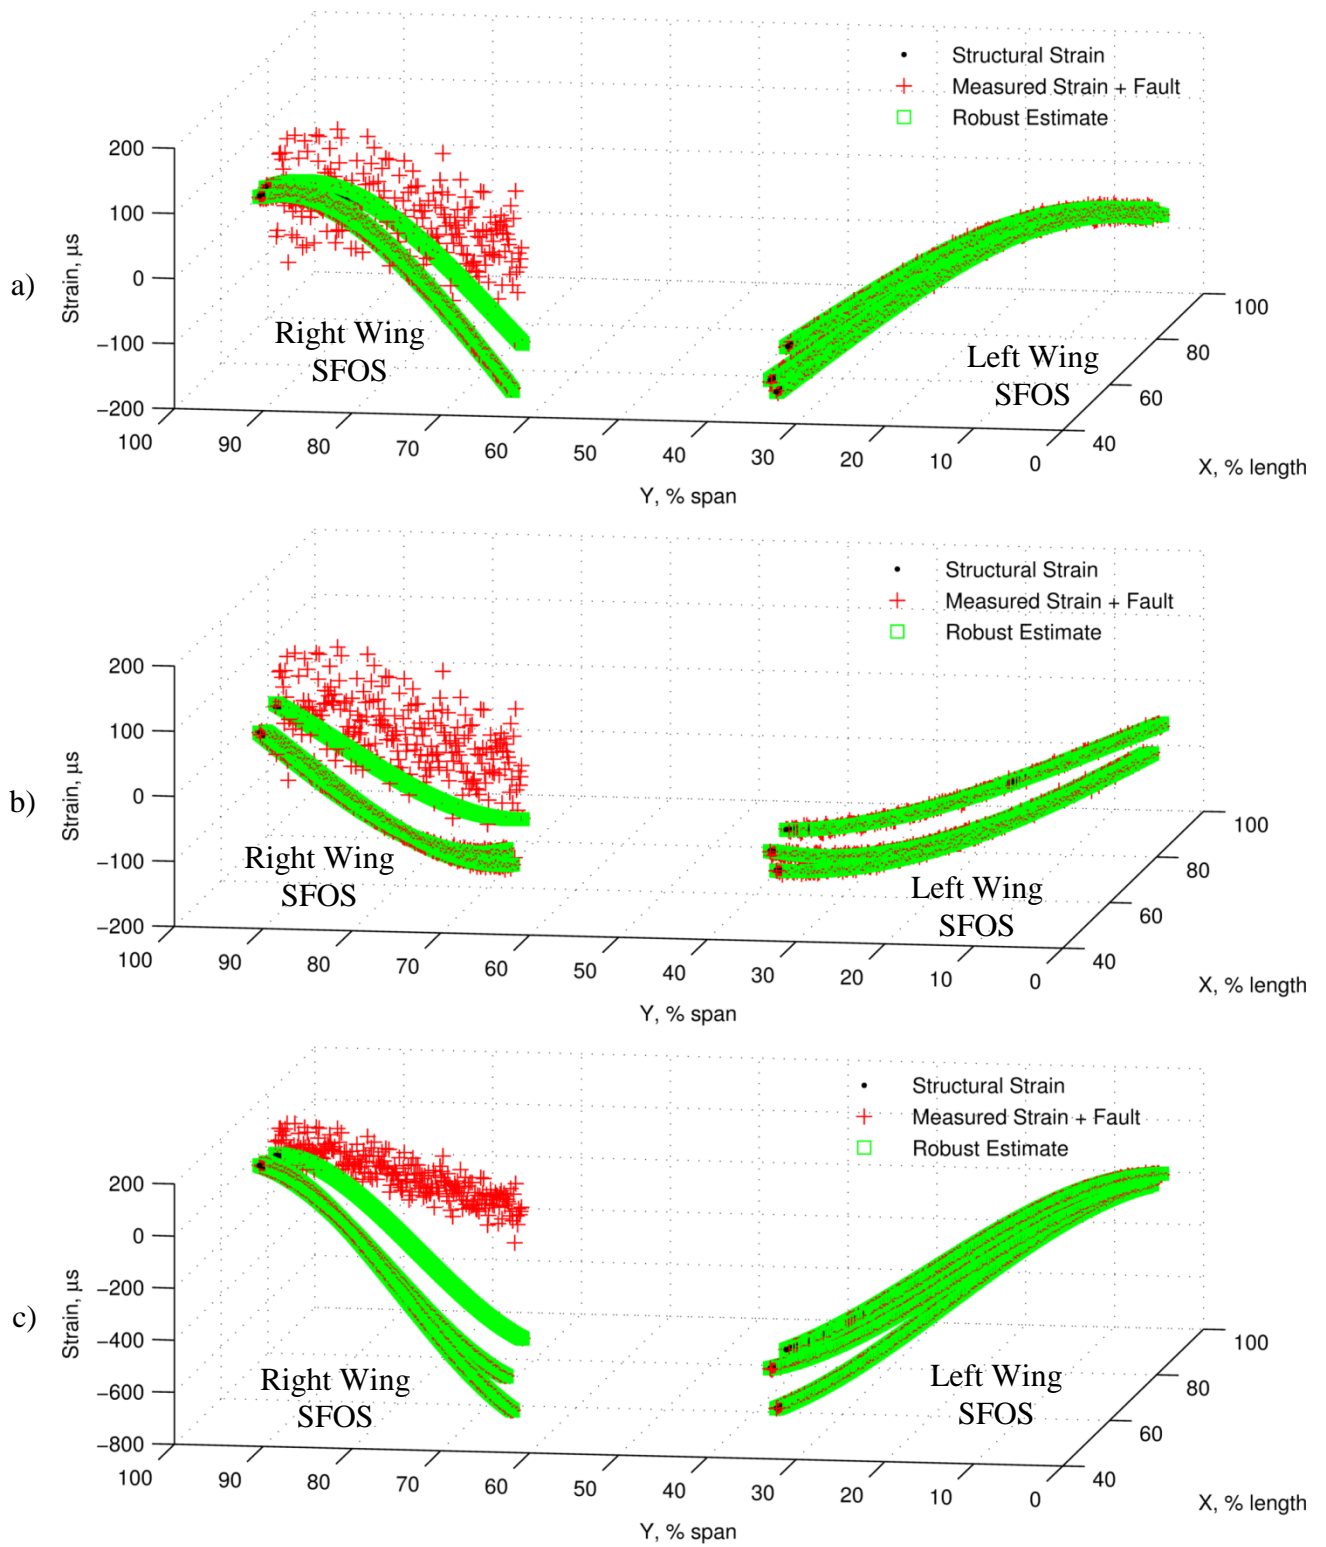 a)
Structural Strain
Measured Strain + Fault
Robust Estimate
200
100
0
−100
−200
Strain, µs
Right Wing
SFOS
Left Wing
SFOS
100
90
80
70
60
50
40
30
20
10
0
Y, % span
40
60
80
100
X, % length
b)
Structural Strain
Measured Strain + Fault
Robust Estimate
200
100
0
−100
−200
Strain, µs
Right Wing
SFOS
Left Wing
SFOS
100
90
80
70
60
50
40
30
20
10
0
Y, % span
40
60
80
100
X, % length
c)
Structural Strain
Measured Strain + Fault
Robust Estimate
200
0
−200
−400
−600
−800
Strain, µs
Right Wing
SFOS
Left Wing
SFOS
100
90
80
70
60
50
40
30
20
10
0
Y, % span
40
60
80
100
X, % length